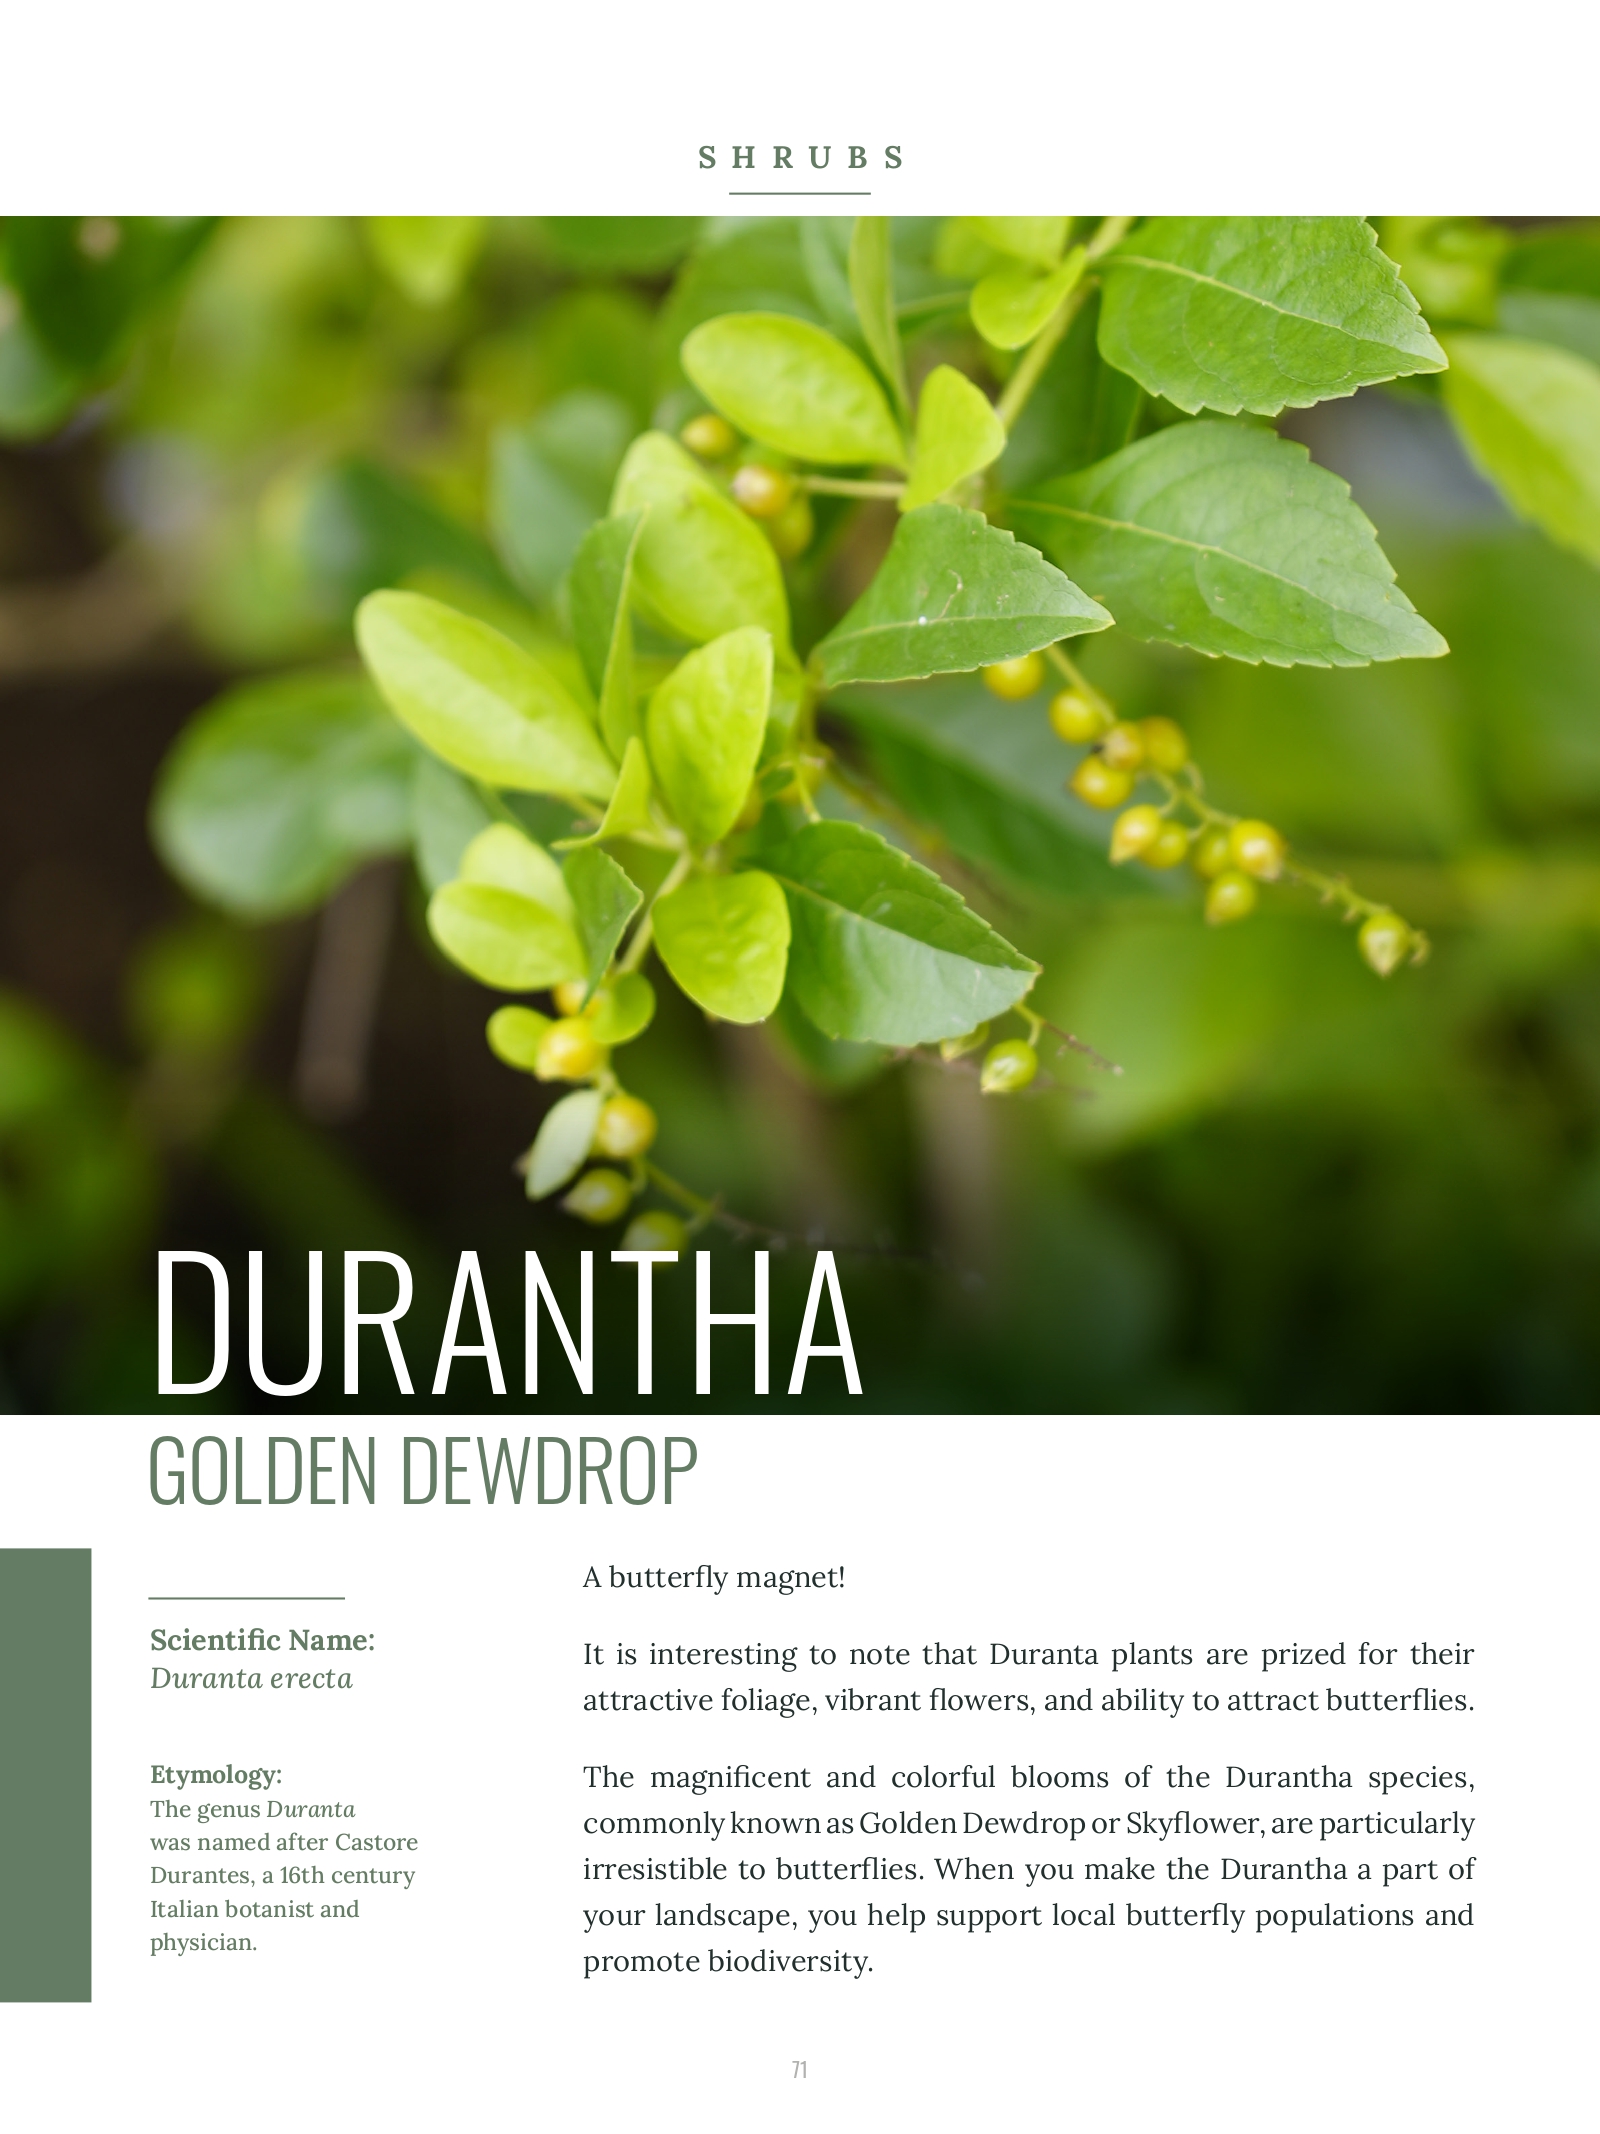 SHRUBS
DURANTHA
GOLDEN DEWDROP
Scientific Name:
Duranta erecta
Etymology:
The genus Duranta
was named after Castore
Durantes, a 16th century
Italian botanist and
physician.
A butterfly magnet!
It is interesting to note that Duranta plants are prized for their
attractive foliage, vibrant flowers, and ability to attract butterflies.
The magnificent and colorful blooms of the Durantha species,
commonly known as Golden Dewdrop or Skyflower, are particularly
irresistible to butterflies. When you make the Durantha a part of
your landscape, you help support local butterfly populations and
promote biodiversity.
71